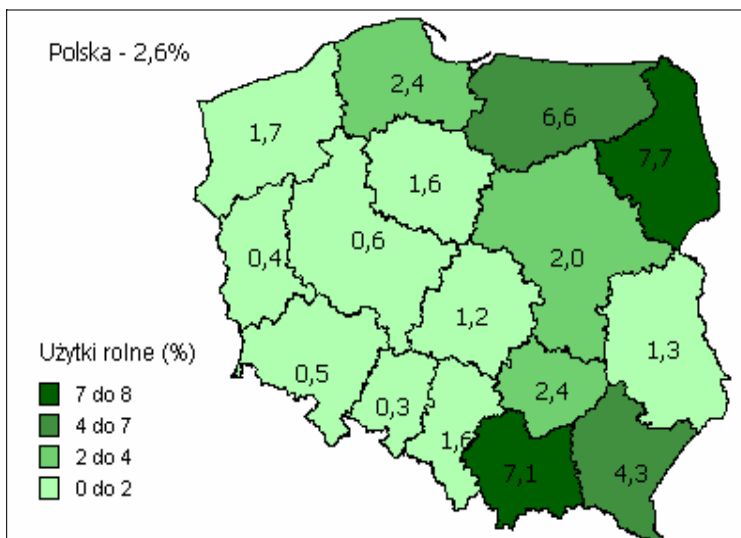 Polska - 2,6%
2,4
6,6
1,7
7,7
1,6
0,6
0,4
2,0
1,2
1,3
Użytki rolne (%)
0,5
7 do 8
2,4
0,3
4 do 7
1,6
2 do 4
7,1
4,3
0 do 2